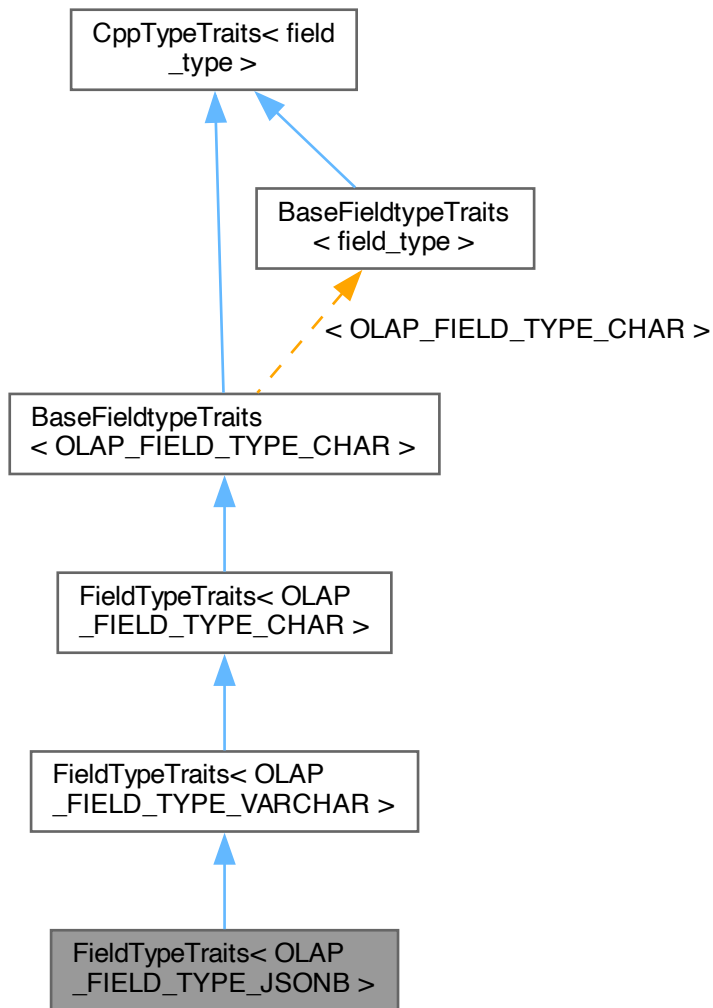 CppTypeTraits< field
_type >
BaseFieldtypeTraits
< field_type >
< OLAP_FIELD_TYPE_CHAR >
BaseFieldtypeTraits
< OLAP_FIELD_TYPE_CHAR >
FieldTypeTraits< OLAP
_FIELD_TYPE_CHAR >
FieldTypeTraits< OLAP
_FIELD_TYPE_VARCHAR >
FieldTypeTraits< OLAP
_FIELD_TYPE_JSONB >